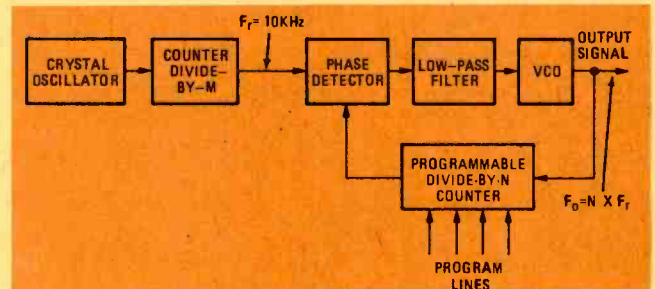 Fr= 10KHz
CRYSTAL
OSCILLATOR
COUNTER
DIVIDE-
BY-M
PHASE
DETECTOR
LOW-PASS
FILTER
VCO
OUTPUT
SIGNAL
PROGRAMMABLE
DIVIDE-BY-N
COUNTER
Fo=N X Fr
PROGRAM
LINES